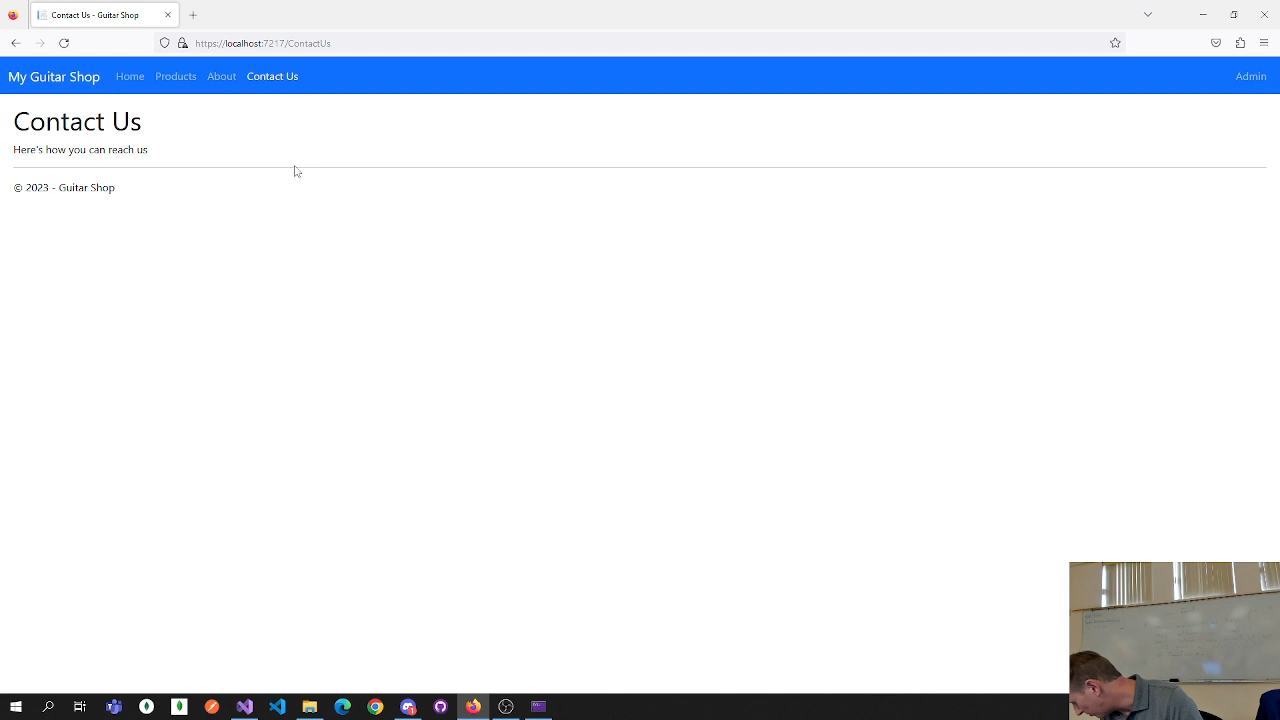 Contact Us - Guitar Shop
https://localhost:7217/ContactUs
My Guitar Shop Home Products About Contact Us Admin
Contact Us
Here's how you can reach us
© 2023 - Guitar Shop